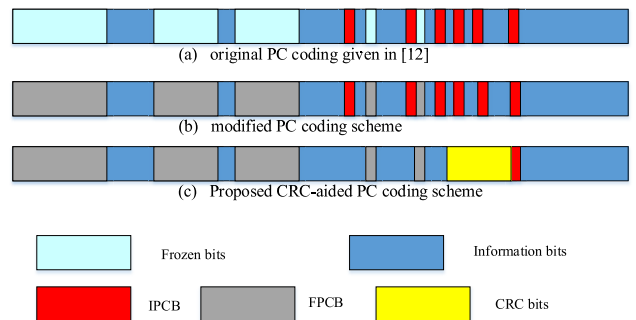 (a) original PC coding given in [12]
(b) modified PC coding scheme
(c) Proposed CRC-aided PC coding scheme
Frozen bits
Information bits
IPCB
FPCB
CRC bits